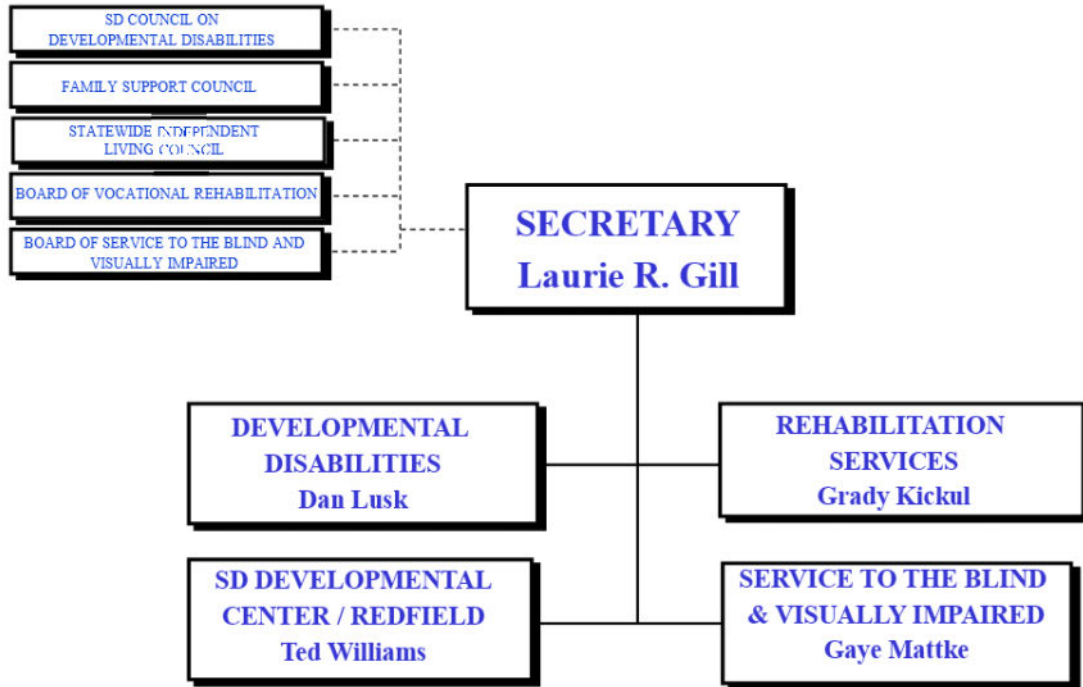 SD COUNCIL ON
DEVELOPMENTAL DISABILITIES
FAMILY SUPPORT COUNCIL
STATEWIDE INDEPENDENT
LIVING COUNCIL
BOARD OF VOCATIONAL REHABILITATION
BOARD OF SERVICE TO THE BLIND AND
VISUALLY IMPAIRED
SECRETARY
Laurie R. Gill
DEVELOPMENTAL
DISABILITIES
Dan Lusk
REHABILITATION
SERVICES
Grady Kickul
SD DEVELOPMENTAL
CENTER / REDFIELD
Ted Williams
SERVICE TO THE BLIND
& VISUALLY IMPAIRED
Gaye Mattke